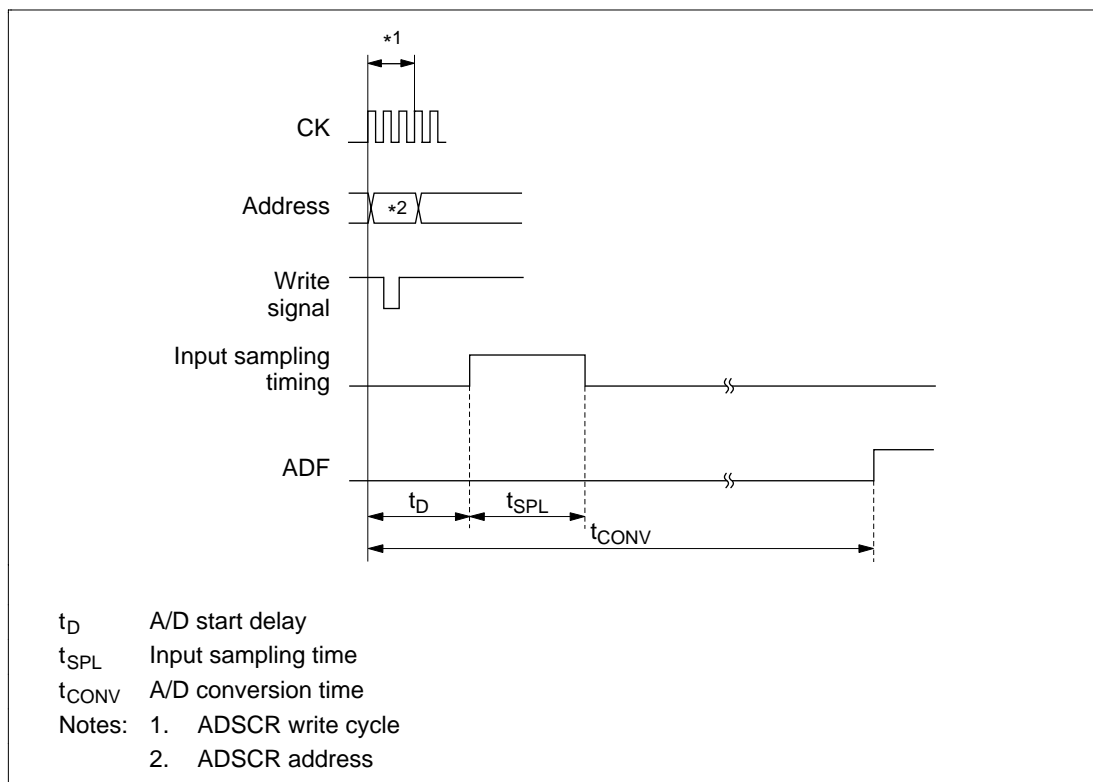 *1
CK
Address
*2
Write
signal
Input sampling
timing
ADF
tD
tSPL
tCONV
tD A/D start delay
tSPL Input sampling time
tCONV A/D conversion time
Notes: 1. ADSCR write cycle
2. ADSCR address